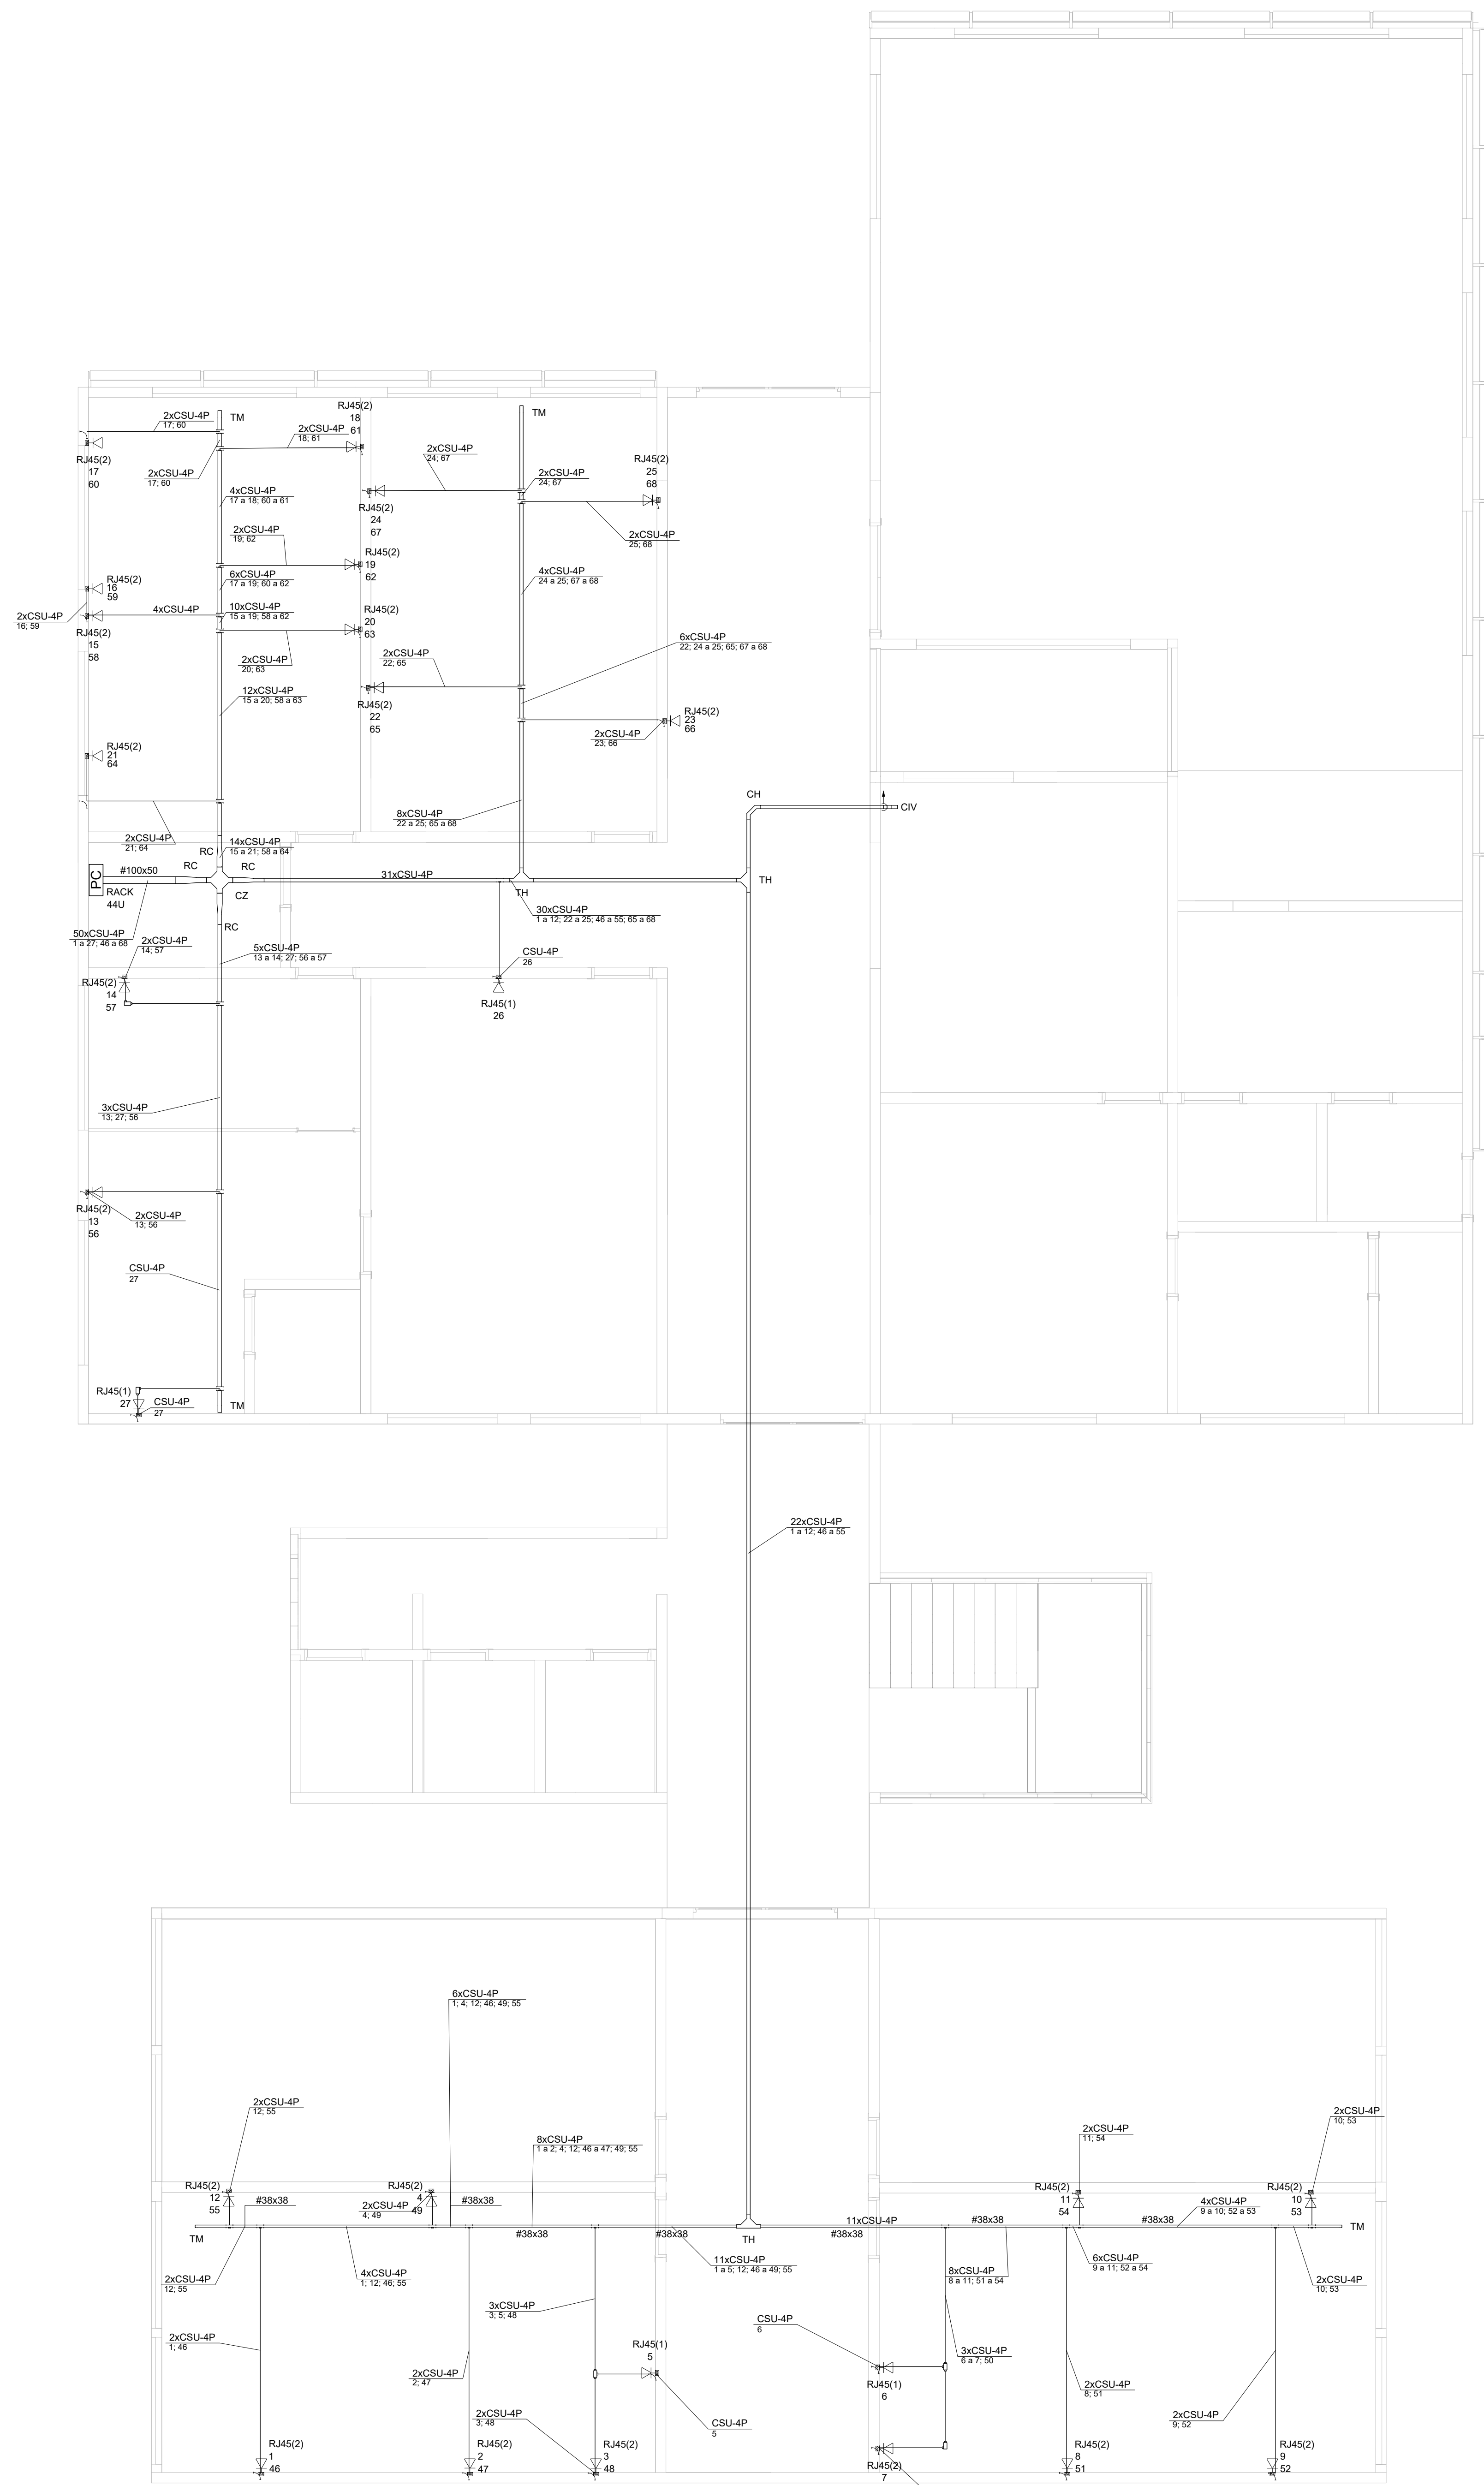 2xCSU-4P
17; 60
TM
RJ45(2)
18
61
2xCSU-4P
18; 61
TM
RJ45(2)
17
60
2xCSU-4P
17; 60
2xCSU-4P
24; 67
2xCSU-4P
24; 67
RJ45(2)
25
68
4xCSU-4P
17 a 18; 60 a 61
RJ45(2)
24
67
2xCSU-4P
19; 62
2xCSU-4P
25; 68
RJ45(2)
19
62
RJ45(2)
16
59
6xCSU-4P
17 a 19; 60 a 62
4xCSU-4P
24 a 25; 67 a 68
2xCSU-4P
16; 59
4xCSU-4P
10xCSU-4P
15 a 19; 58 a 62
RJ45(2)
20
63
RJ45(2)
15
58
2xCSU-4P
20; 63
2xCSU-4P
22; 65
6xCSU-4P
22; 24 a 25; 65; 67 a 68
12xCSU-4P
15 a 20; 58 a 63
RJ45(2)
22
65
RJ45(2)
23
66
2xCSU-4P
23; 66
RJ45(2)
21
64
CH
CIV
8xCSU-4P
22 a 25; 65 a 68
2xCSU-4P
21; 64
14xCSU-4P
15 a 21; 58 a 64
RC
RC
RC
#100x50
PC
RACK
44U
CZ
31xCSU-4P
TH
TH
RC
30xCSU-4P
1 a 12; 22 a 25; 46 a 55; 65 a 68
50xCSU-4P
1 a 27; 46 a 68
2xCSU-4P
14; 57
5xCSU-4P
13 a 14; 27; 56 a 57
CSU-4P
26
RJ45(2)
14
57
RJ45(1)
26
3xCSU-4P
13; 27; 56
RJ45(2)
13
56
2xCSU-4P
13; 56
CSU-4P
27
RJ45(1)
27
CSU-4P
27
TM
22xCSU-4P
1 a 12; 46 a 55
6xCSU-4P
1; 4; 12; 46; 49; 55
2xCSU-4P
12; 55
8xCSU-4P
1 a 2; 4; 12; 46 a 47; 49; 55
2xCSU-4P
11; 54
2xCSU-4P
10; 53
RJ45(2)
12
55
#38x38
2xCSU-4P
4; 49
RJ45(2)
4
49
#38x38
RJ45(2)
11
54
RJ45(2)
10
53
4xCSU-4P
9 a 10; 52 a 53
TM
#38x38
#38x38
TH
11xCSU-4P
#38x38
#38x38
#38x38
TM
2xCSU-4P
12; 55
4xCSU-4P
1; 12; 46; 55
11xCSU-4P
1 a 5; 12; 46 a 49; 55
8xCSU-4P
8 a 11; 51 a 54
6xCSU-4P
9 a 11; 52 a 54
2xCSU-4P
10; 53
3xCSU-4P
3; 5; 48
CSU-4P
6
2xCSU-4P
1; 46
RJ45(1)
5
3xCSU-4P
6 a 7; 50
2xCSU-4P
2; 47
RJ45(1)
6
2xCSU-4P
8; 51
2xCSU-4P
3; 48
CSU-4P
5
2xCSU-4P
9; 52
RJ45(2)
1
46
RJ45(2)
2
47
RJ45(2)
3
48
RJ45(2)
7
RJ45(2)
8
51
RJ45(2)
9
52